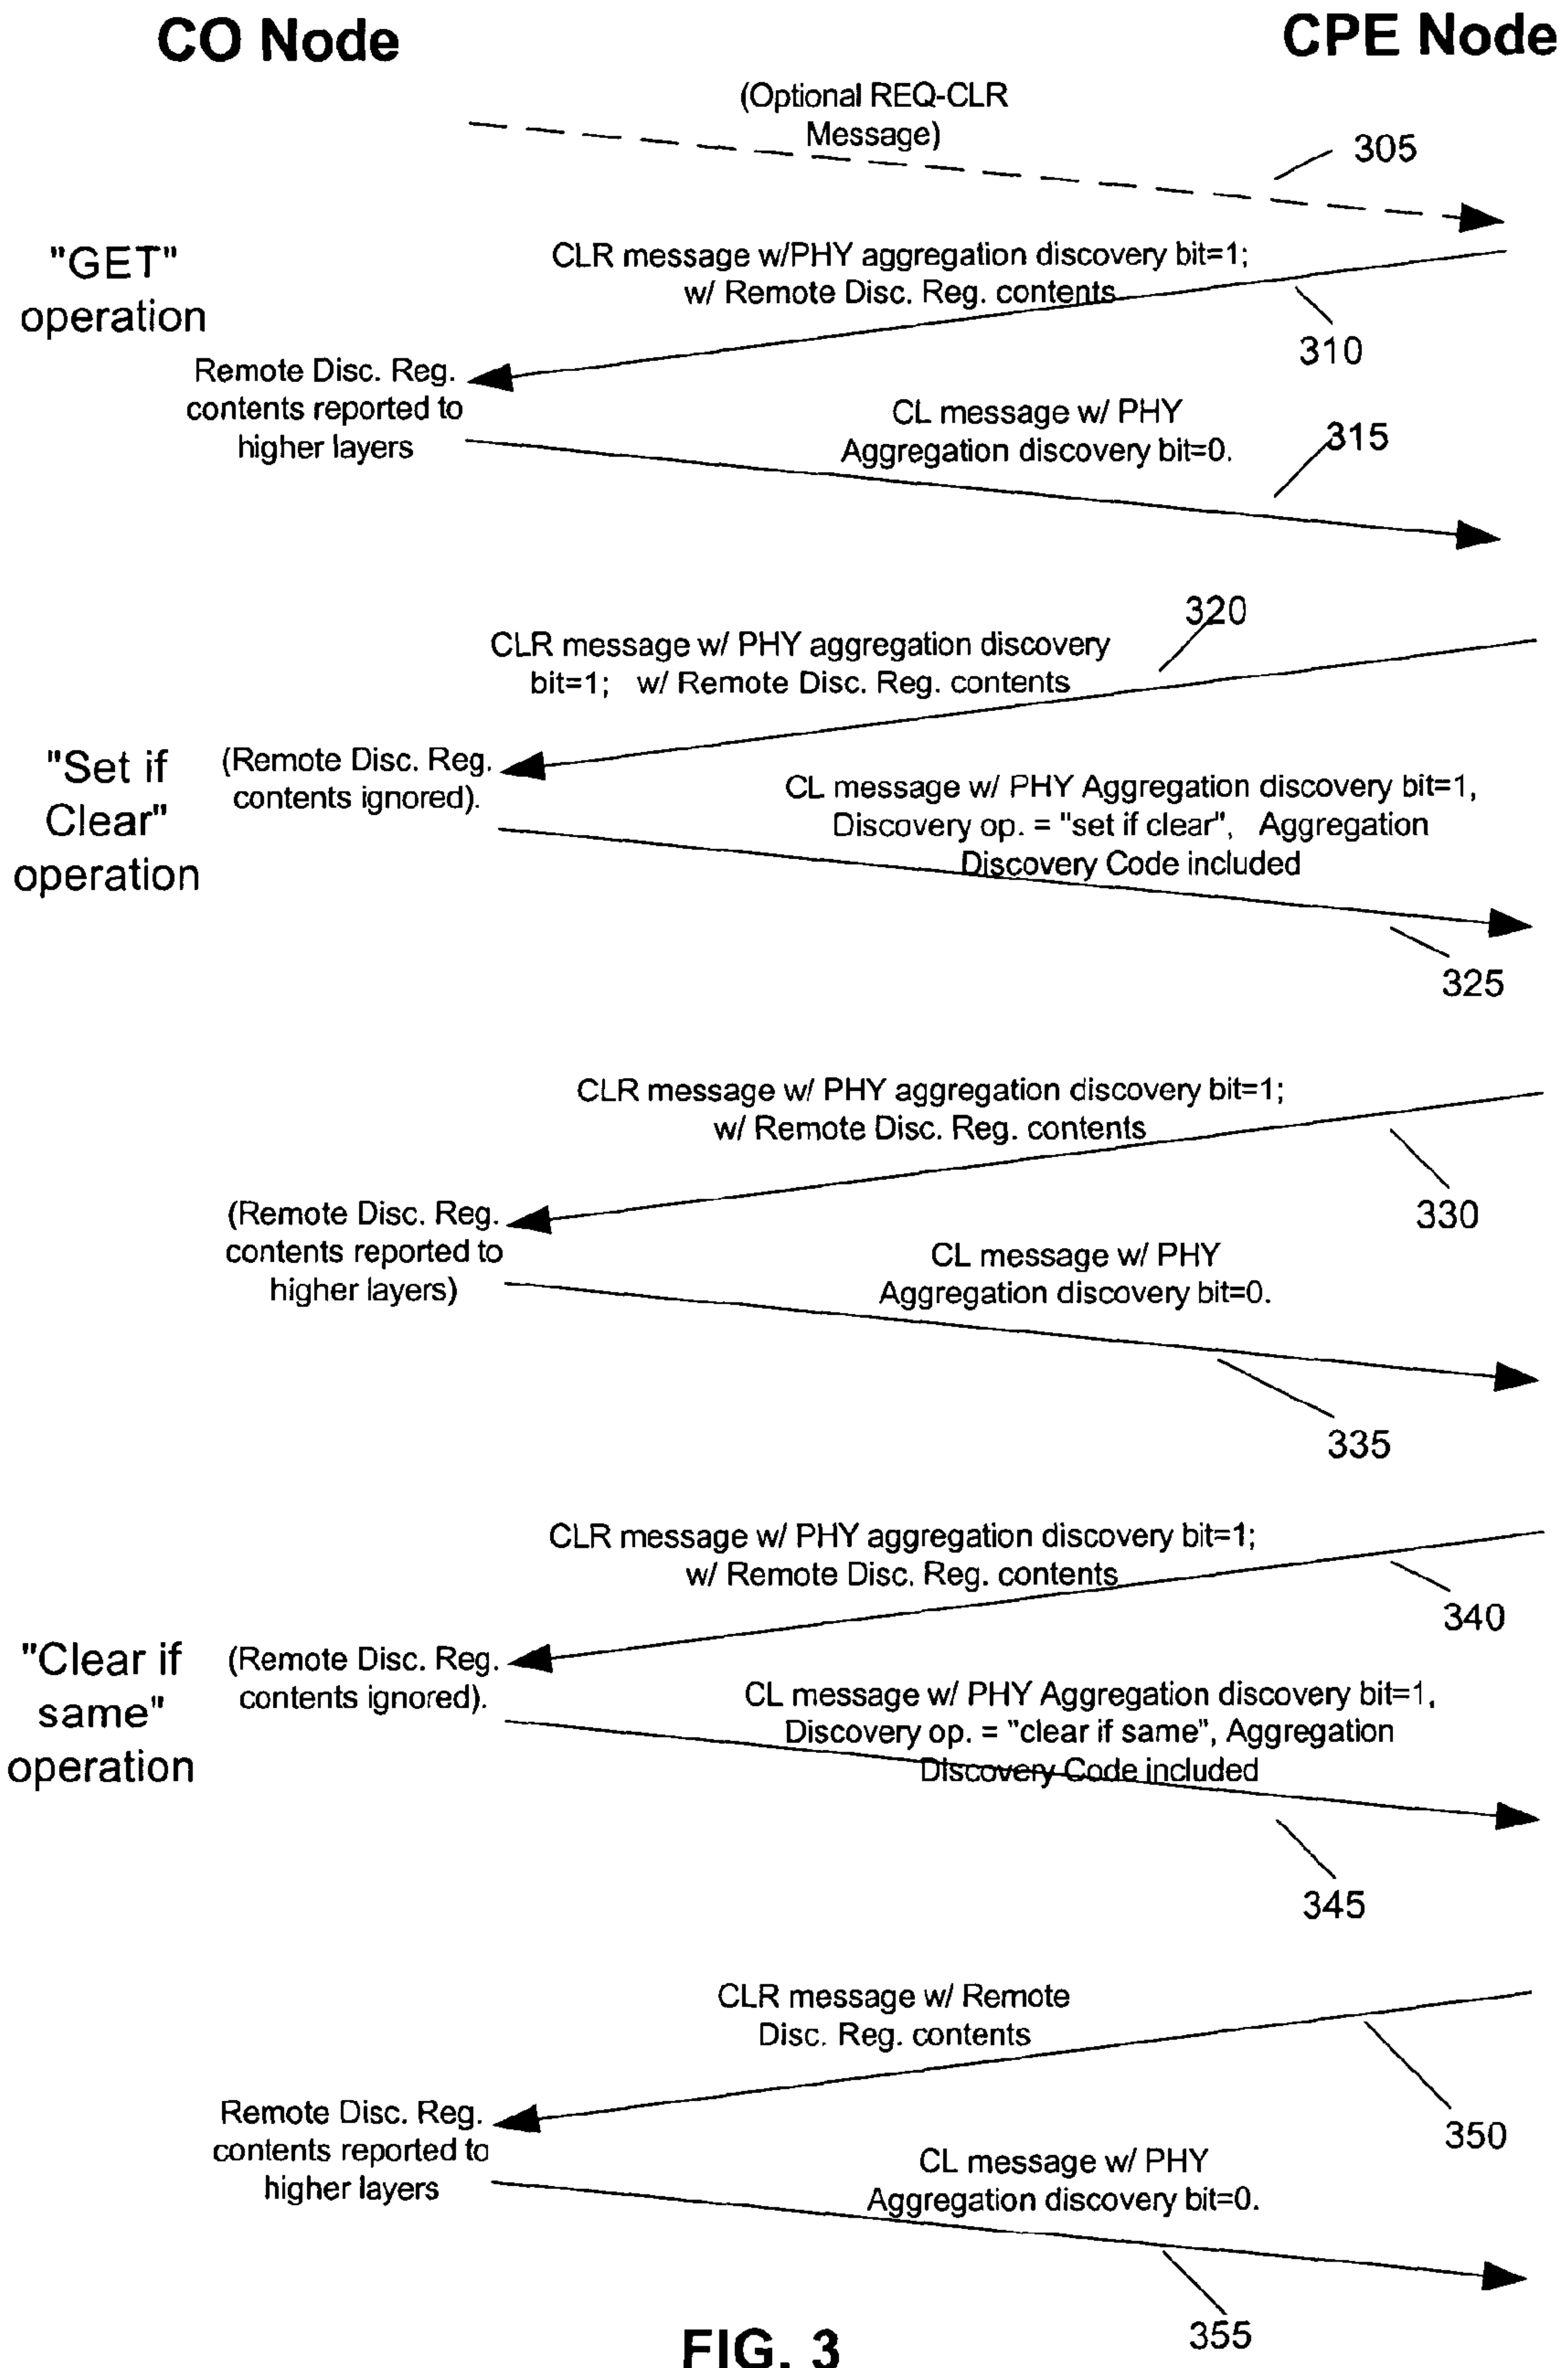 CO Node
CPE Node
(Optional REQ-CLR
Message)
305
"GET"
operation
CLR message w/PHY aggregation discovery bit=1;
w/ Remote Disc. Reg. contents
310
Remote Disc. Reg.
contents reported to
higher layers
CL message w/ PHY
Aggregation discovery bit=0.
315
320
CLR message w/ PHY aggregation discovery
bit=1; w/ Remote Disc. Reg. contents
"Set if
Clear"
operation
(Remote Disc. Reg.
contents ignored).
CL message w/ PHY Aggregation discovery bit=1,
Discovery op. = "set if clear", Aggregation
Discovery Code included
325
CLR message w/ PHY aggregation discovery bit=1;
w/ Remote Disc. Reg. contents
330
(Remote Disc. Reg.
contents reported to
higher layers)
CL message w/ PHY
Aggregation discovery bit=0.
335
CLR message w/ PHY aggregation discovery bit=1;
w/ Remote Disc. Reg. contents
340
"Clear if
same"
operation
(Remote Disc. Reg.
contents ignored).
CL message w/ PHY Aggregation discovery bit=1,
Discovery op. = "clear if same", Aggregation
Discovery Code included
345
CLR message w/ Remote
Disc. Reg. contents
350
Remote Disc. Reg.
contents reported to
higher layers
CL message w/ PHY
Aggregation discovery bit=0.
355
FIG. 3